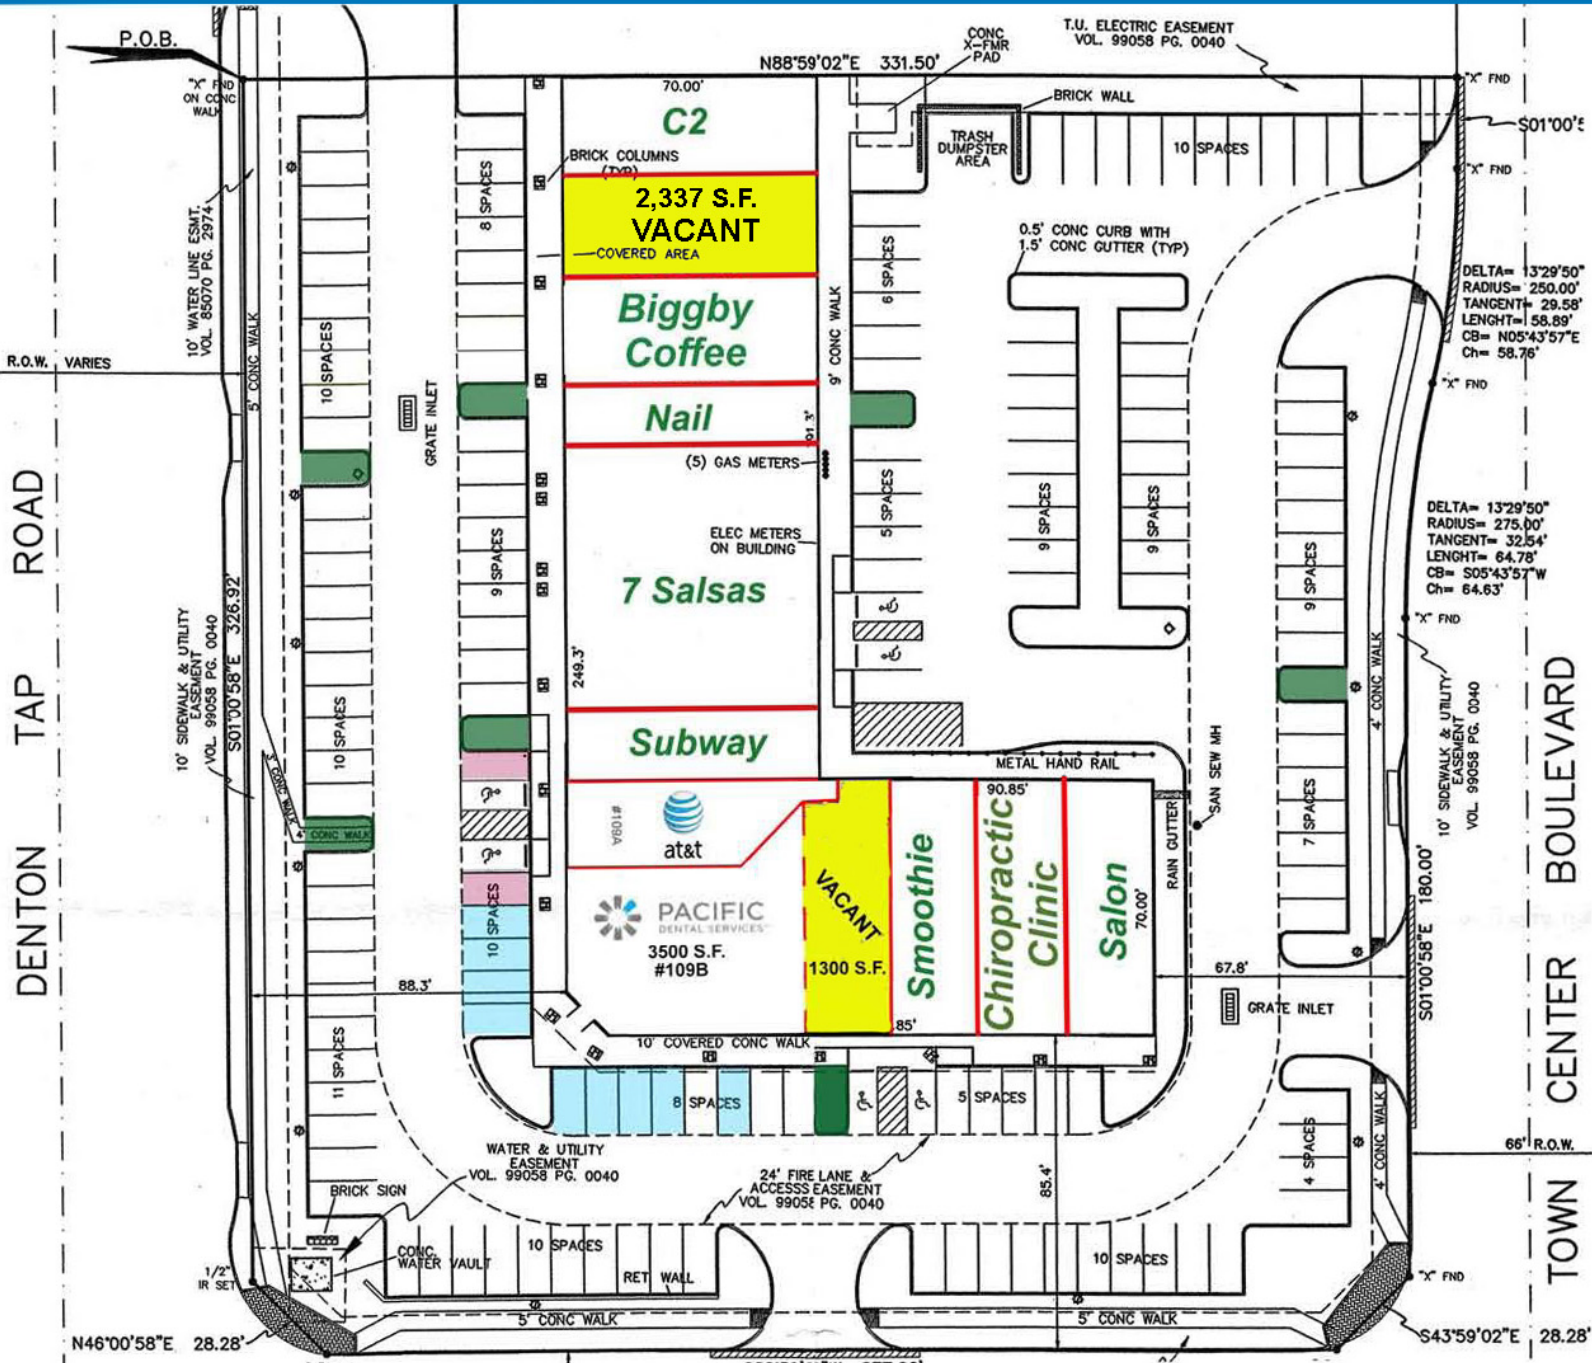 P.O.B.
"X" FND
ON CONC
WALK
N88°59'02"E 331.50'
CONC
X-FMR
PAD
T.U. ELECTRIC EASEMENT
VOL. 99058 PG. 0040
"X" FND
S01°00'5
"X" FND
70.00'
C2
BRICK COLUMNS
(TYP)
2,337 S.F.
VACANT
COVERED AREA
BRICK WALL
TRASH
DUMPSTER
AREA
10 SPACES
8 SPACES
6 SPACES
0.5' CONC CURB WITH
1.5' CONC GUTTER (TYP)
10' WATER LINE ESMT.
VOL. 85070 PG. 2974
DELTA= 13°29'50"
RADIUS= 250.00'
TANGENT= 29.58'
LENGHT= 58.89'
CB= N05°43'57"E
Ch= 58.76'
R.O.W. VARIES
5' CONC WALK
10 SPACES
GRATE INLET
Biggby
Coffee
9' CONC WALK
"X" FND
Nail
(5) GAS METERS
5 SPACES
ELEC METERS
ON BUILDING
9 SPACES
9 SPACES
9 SPACES
9 SPACES
DELTA= 13°29'50"
RADIUS= 275.00'
TANGENT= 32.54'
LENGHT= 64.78'
CB= S05°43'57"W
Ch= 64.63'
"X" FND
DENTON TAP ROAD
S01°00'58"E 326.92'
10' SIDEWALK & UTILITY
EASEMENT
VOL. 99058 PG. 0040
7 Salsas
249.3'
10 SPACES
Subway
3' CONC WALK
4' CONC WALK
METAL HAND RAIL
SAN SEW MH
4' CONC WALK
10' SIDEWALK & UTILITY
EASEMENT
VOL. 99058 PG. 0040
TOWN CENTER BOULEVARD
#109A
at&t
90.85'
7 SPACES
RAIN GUTTER
VACANT
1300 S.F.
Smoothie
Chiropractic
Clinic
Salon
70.00'
10 SPACES
PACIFIC
DENTAL SERVICES
3500 S.F.
#109B
88.3'
67.8'
S01°00'58"E 180.00'
GRATE INLET
85'
10' COVERED CONC WALK
11 SPACES
8 SPACES
5 SPACES
4 SPACES
4' CONC WALK
66' R.O.W.
WATER & UTILITY
EASEMENT
VOL. 99058 PG. 0040
24' FIRE LANE &
ACCESSS EASEMENT
VOL. 99058 PG. 0040
85.4'
BRICK SIGN
CONC.
WATER VAULT
10 SPACES
10 SPACES
RET WALL
1/2"
IR SET
5' CONC WALK
5' CONC WALK
"X" FND
N46°00'58"E 28.28'
S43°59'02"E 28.28'